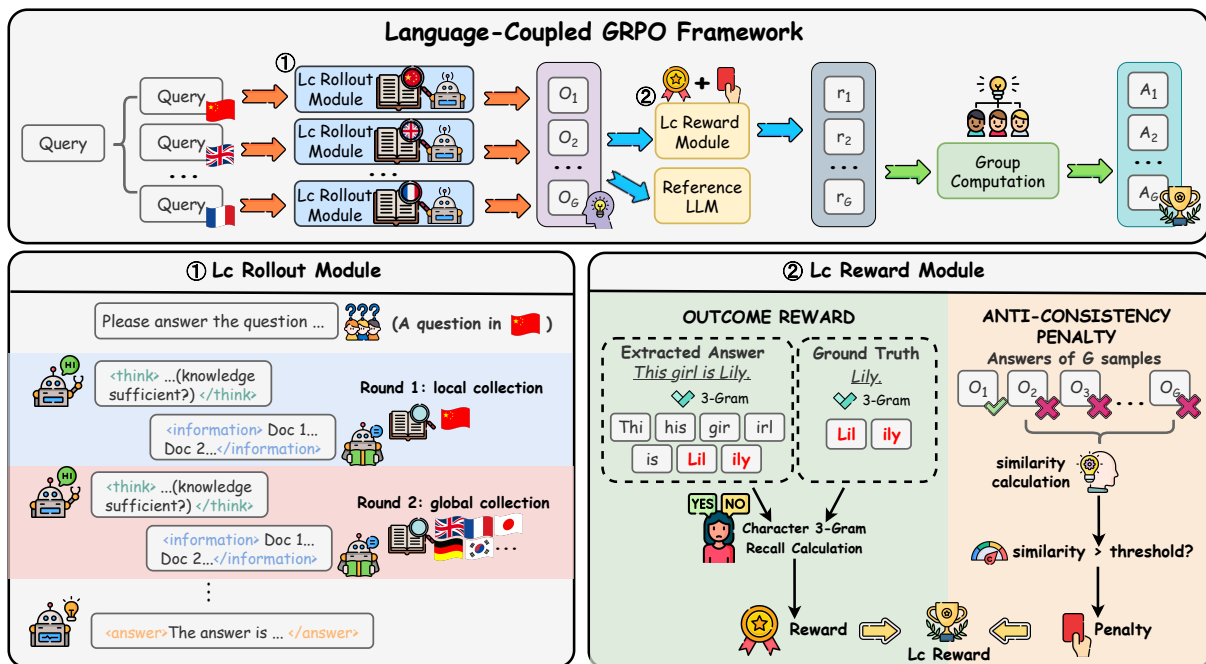 Language-Coupled GRPO Framework
Query
Query
Query
...
Query
①
Lc Rollout
Module
Lc Rollout
Module
...
Lc Rollout
Module
O1
O2
...
OG
②
+
Lc Reward
Module
Reference
LLM
r1
r2
...
rG
Group
Computation
A1
A2
...
AG
① Lc Rollout Module
Please answer the question ...
???
(A question in )
HI
<think> ...(knowledge
sufficient?) </think>
Round 1: local collection
<information> Doc 1...
Doc 2...</information>
HI
<think> ...(knowledge
sufficient?) </think>
Round 2: global collection
<information> Doc 1...
Doc 2...</information>
...
⋮
<answer>The answer is ... </answer>
② Lc Reward Module
OUTCOME REWARD
Extracted Answer
This girl is Lily.
3-Gram
Thi his gir irl
is Lil ily
Ground Truth
Lily.
3-Gram
Lil ily
YES NO
Character 3-Gram
Recall Calculation
Reward
ANTI-CONSISTENCY
PENALTY
Answers of G samples
O1 O2 O3 ... OG
similarity
calculation
similarity > threshold?
Penalty
Lc Reward